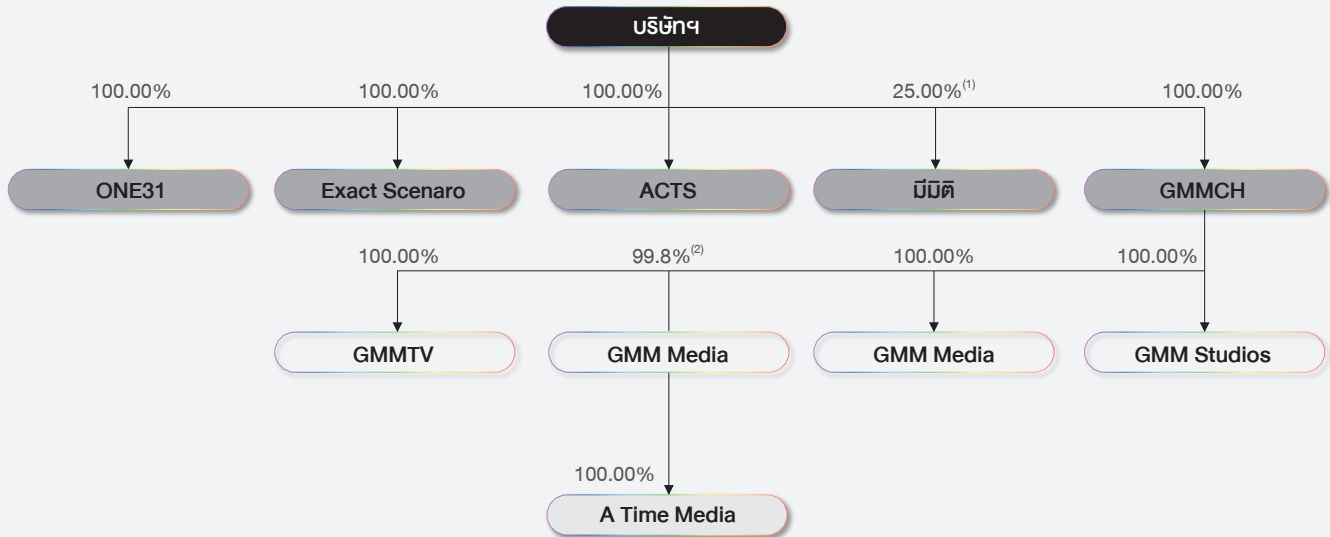 บริษัทฯ
100.00% 100.00% 100.00% 25.00%(1) 100.00%
ONE31 Exact Scenaro ACTS มีมิติ GMMCH
100.00% 99.8%(2) 100.00% 100.00%
GMMTV GMM Media GMM Media GMM Studios
100.00%
A Time Media